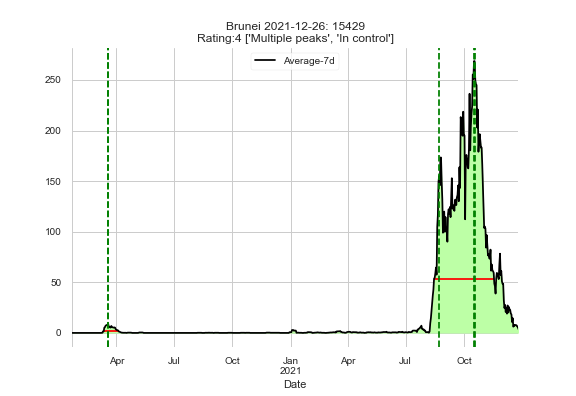 Brunei 2021-12-26: 15429
Rating:4 ['Multiple peaks', 'In control']
Average-7d
250
200
150
100
50
0
Apr
Jul
Oct
Jan
2021
Apr
Jul
Oct
Date